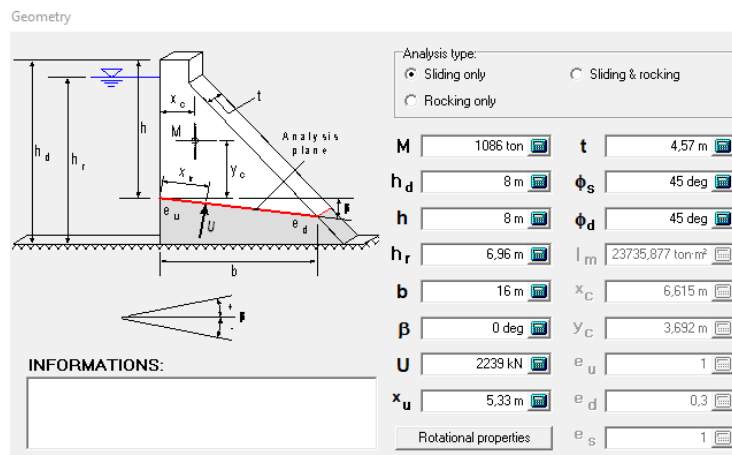 Geometry
h d
h r
h
x c
M
x u
y c
t
Analysis
plane
e u
U
e d
b
+
-
INFORMATIONS:
Analysis type:
Sliding only
Sliding & rocking
Rocking only
M 1086 ton t 4,57 m
h d 8 m ϕ s 45 deg
h 8 m ϕ d 45 deg
h r 6,96 m I m 23735,877 ton·m²
b 16 m x c 6,615 m
β 0 deg y c 3,692 m
U 2239 kN e u 1
x u 5,33 m e d 0,3
Rotational properties e s 1